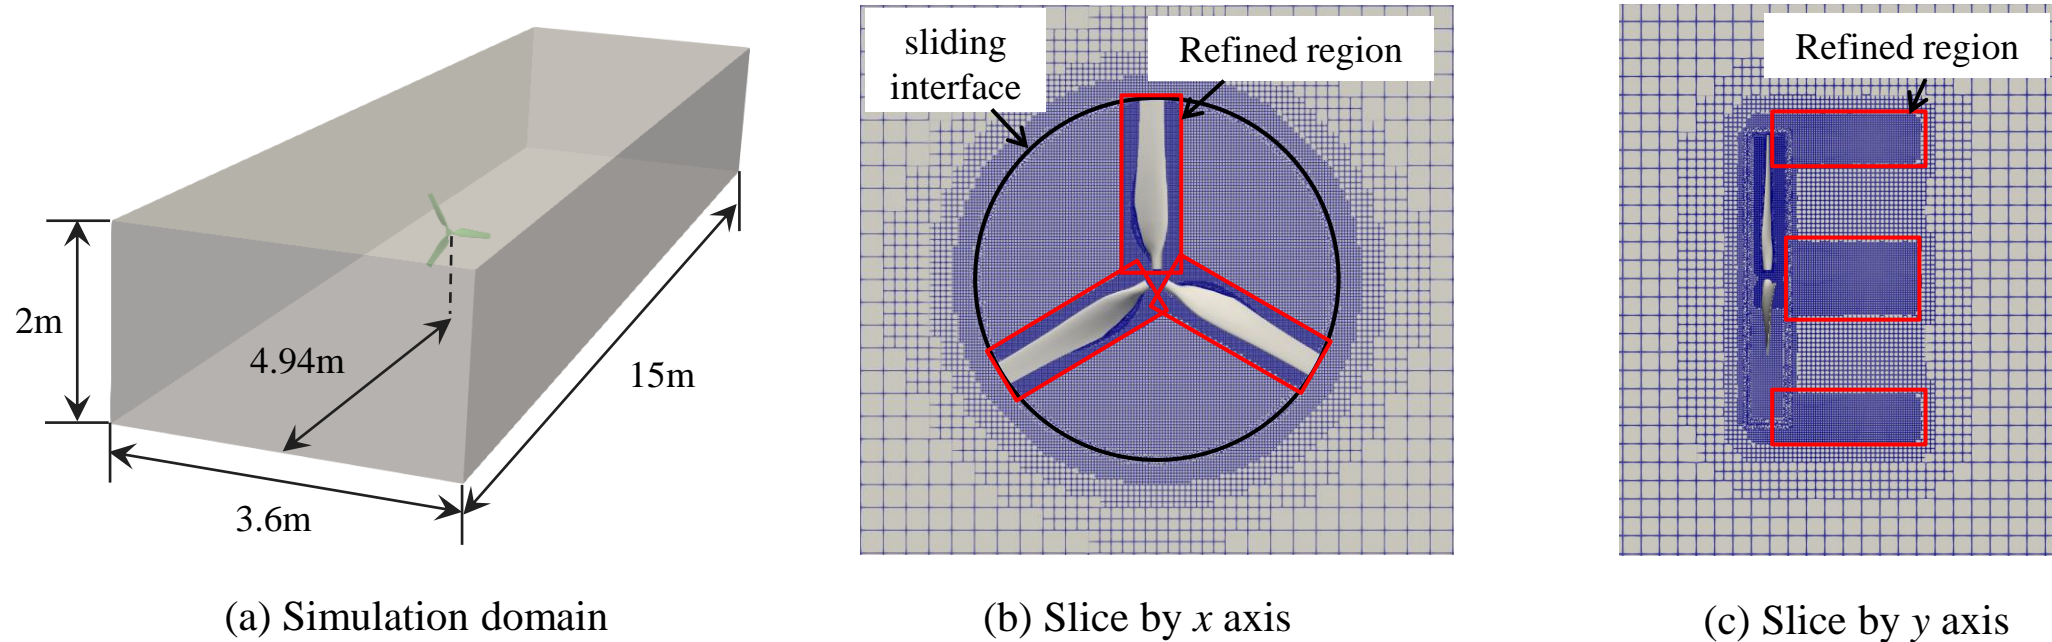 2m
4.94m
15m
3.6m
(a) Simulation domain
sliding
interface
Refined region
(b) Slice by x axis
Refined region
(c) Slice by y axis